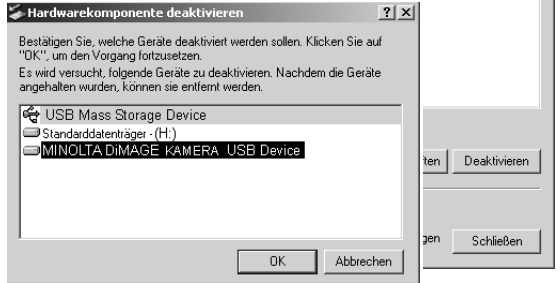 Hardwarekomponente deaktivieren
Bestätigen Sie, welche Geräte deaktiviert werden sollen. Klicken Sie auf
"OK", um den Vorgang fortzusetzen.
Es wird versucht, folgende Geräte zu deaktivieren. Nachdem die Geräte
angehalten wurden, können sie entfernt werden.
USB Mass Storage Device
Standarddatenträger - (H:)
MINOLTA DiMAGE KAMERA USB Device
OK Abbrechen
ften Deaktivieren
gen Schließen